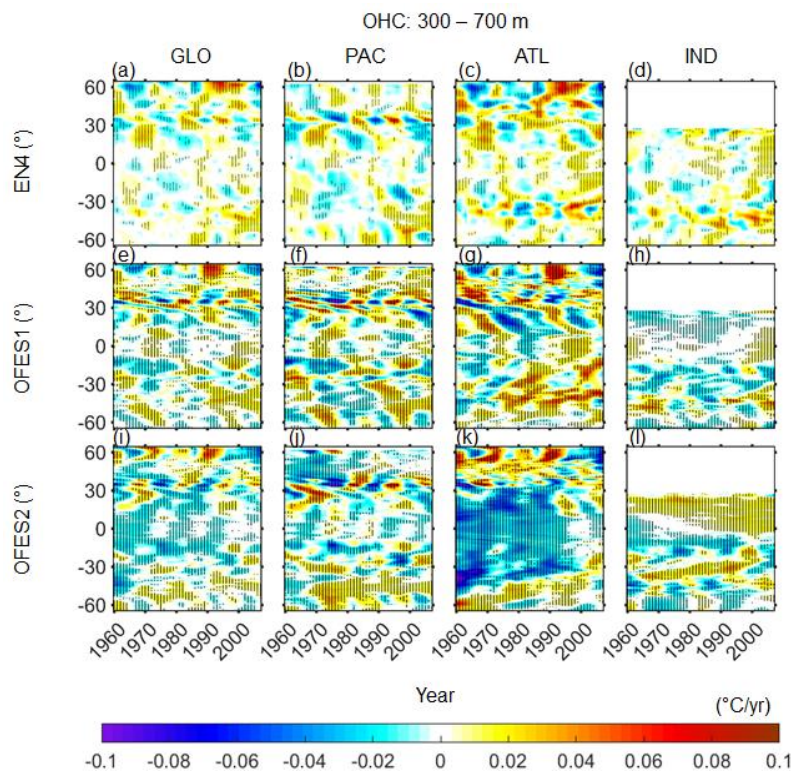 OHC: 300 – 700 m
GLO PAC ATL IND
(a) (b) (c) (d)
60
30
0
-30
-60
EN4 (°)
(e) (f) (g) (h)
60
30
0
-30
-60
OFES1 (°)
(i) (j) (k) (l)
60
30
0
-30
-60
OFES2 (°)
1960 1970 1980 1990 2000 1960 1970 1980 1990 2000 1960 1970 1980 1990 2000 1960 1970 1980 1990 2000
Year (°C/yr)
-0.1 -0.08 -0.06 -0.04 -0.02 0 0.02 0.04 0.06 0.08 0.1